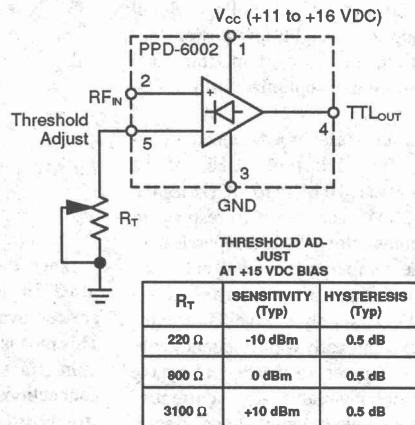 V_CC (+11 to +16 VDC)
PPD-6002
1
2
RF_IN
+
Threshold
Adjust
5
−
4
TTL_OUT
3
GND
R_T
THRESHOLD AD-
JUST
AT +15 VDC BIAS
R_T SENSITIVITY (Typ) HYSTERESIS (Typ)
220 Ω -10 dBm 0.5 dB
800 Ω 0 dBm 0.5 dB
3100 Ω +10 dBm 0.5 dB